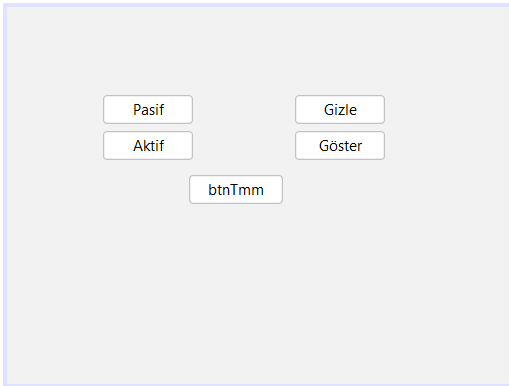 Pasif
Gizle
Aktif
Göster
btnTmm